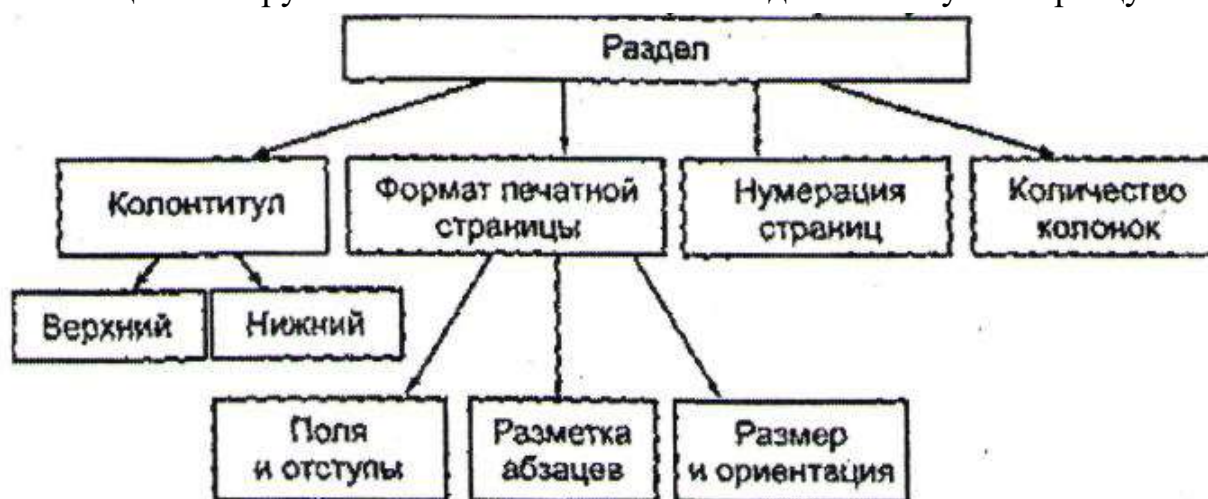 Раздел
Колонтитул
Формат печатной
страницы
Нумерация
страниц
Количество
колонок
Верхний
Нижний
Поля
и отступы
Разметка
абзацев
Размер
и ориентация